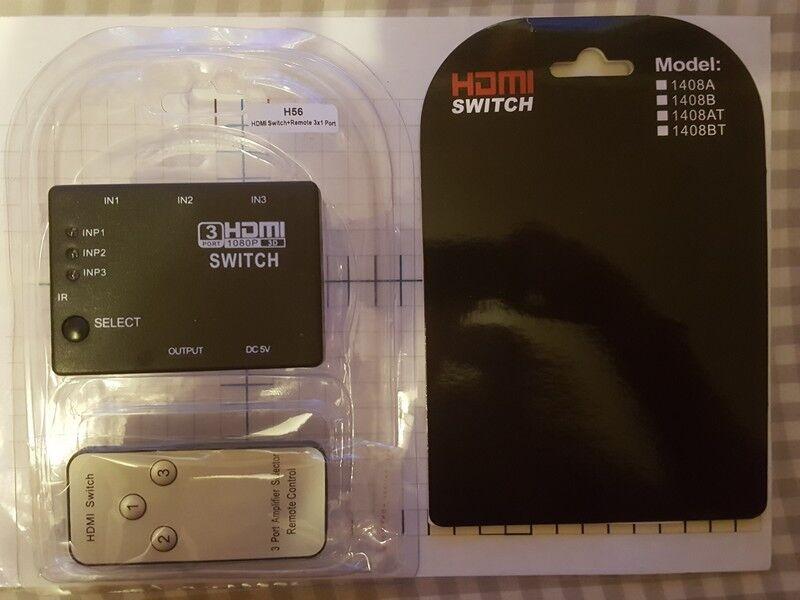 H56
HDMI Switch+Remote 3x1 Port
IN1 IN2 IN3
INP1
INP2
INP3
IR
SELECT
3 PORT HDMI
1080P 3D
SWITCH
OUTPUT DC 5V
HDMI Switch
1
2
3
3 Port Amplifier Selector
Remote Control
HDMI
SWITCH
Model:
1408A
1408B
1408AT
1408BT